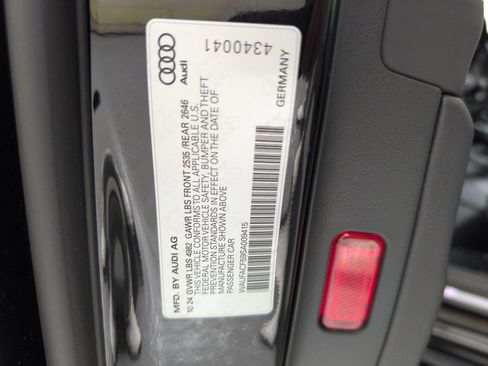 MFD. BY AUDI AG
10 24 GVWR LBS 4982 GAWR LBS FRONT 2535 /REAR 2646
THIS VEHICLE CONFORMS TO ALL APPLICABLE U.S.
FEDERAL MOTOR VEHICLE SAFETY, BUMPER AND THEFT
PREVENTION STANDARDS IN EFFECT ON THE DATE OF
MANUFACTURE SHOWN ABOVE
PASSENGER CAR
WAUFACF59SA009415
Audi
4340041
GERMANY